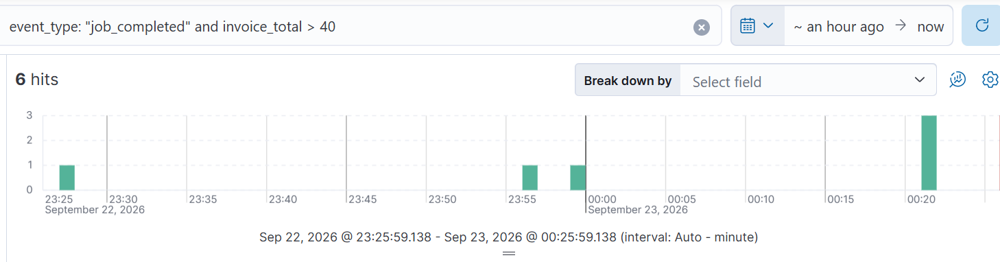 event_type: "job_completed" and invoice_total > 40
~ an hour ago → now
6 hits
Break down by Select field
3
2
1
0
23:25 23:30 23:35 23:40 23:45 23:50 23:55 00:00 00:05 00:10 00:15 00:20
September 22, 2026 September 23, 2026
Sep 22, 2026 @ 23:25:59.138 - Sep 23, 2026 @ 00:25:59.138 (interval: Auto - minute)